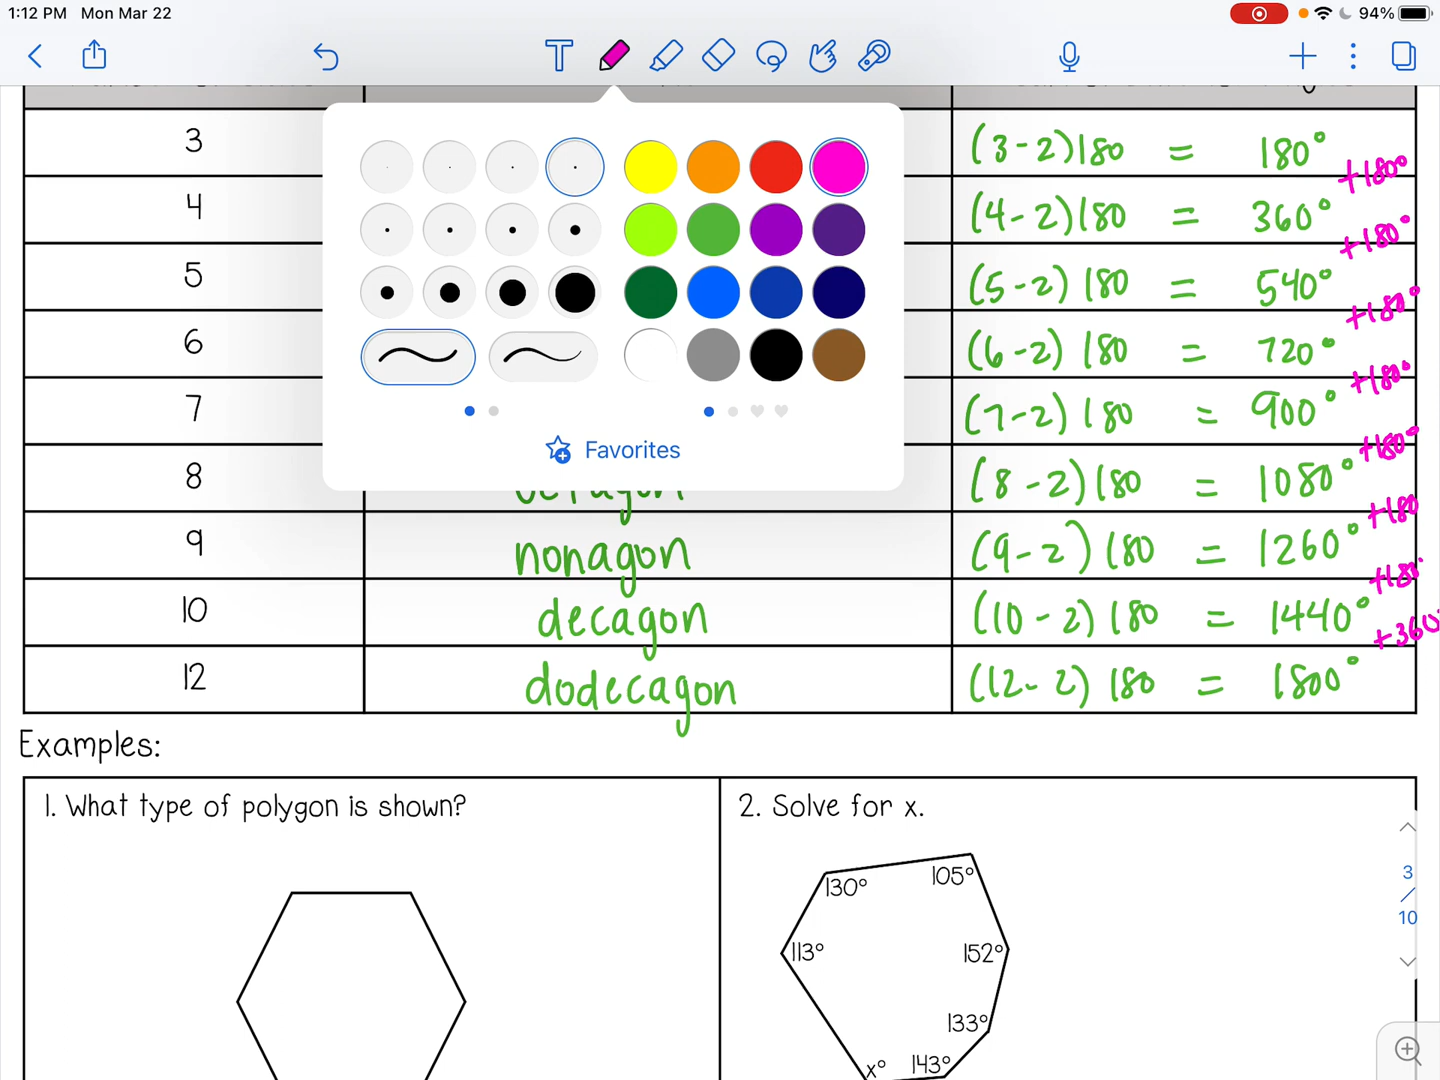 1:12 PM Mon Mar 22
94%
T
3
(3-2)180 = 180°
+180°
4
(4-2)180 = 360°
+180°
5
(5-2)180 = 540°
+180°
6
(6-2)180 = 720°
+180°
7
(7-2)180 = 900°
+180°
Favorites
8
octagon
(8-2)180 = 1080°
+180
9
nonagon
(9-2)180 = 1260°
+180°
10
decagon
(10-2)180 = 1440°
+360°
12
dodecagon
(12-2)180 = 1800°
Examples:
1. What type of polygon is shown?
2. Solve for x.
130°
105°
113°
152°
133°
143°
x°
3
/
10